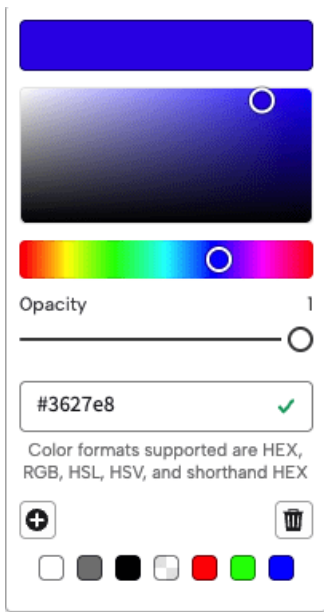 Opacity 1
#3627e8
Color formats supported are HEX,
RGB, HSL, HSV, and shorthand HEX